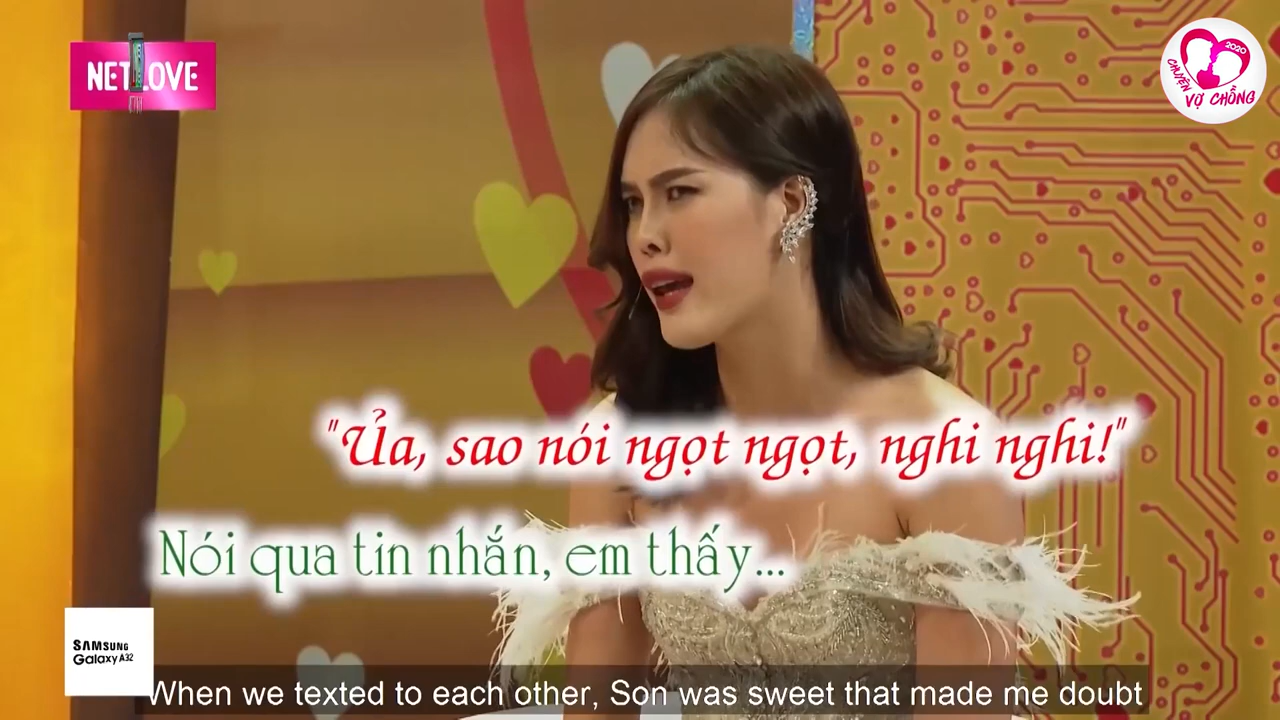 NETLOVE
2020
CHUYỆN
VỢ CHỒNG
"Ủa, sao nói ngọt ngọt, nghi nghi!"
Nói qua tin nhắn, em thấy...
SAMSUNG
Galaxy A32
When we texted to each other, Son was sweet that made me doubt